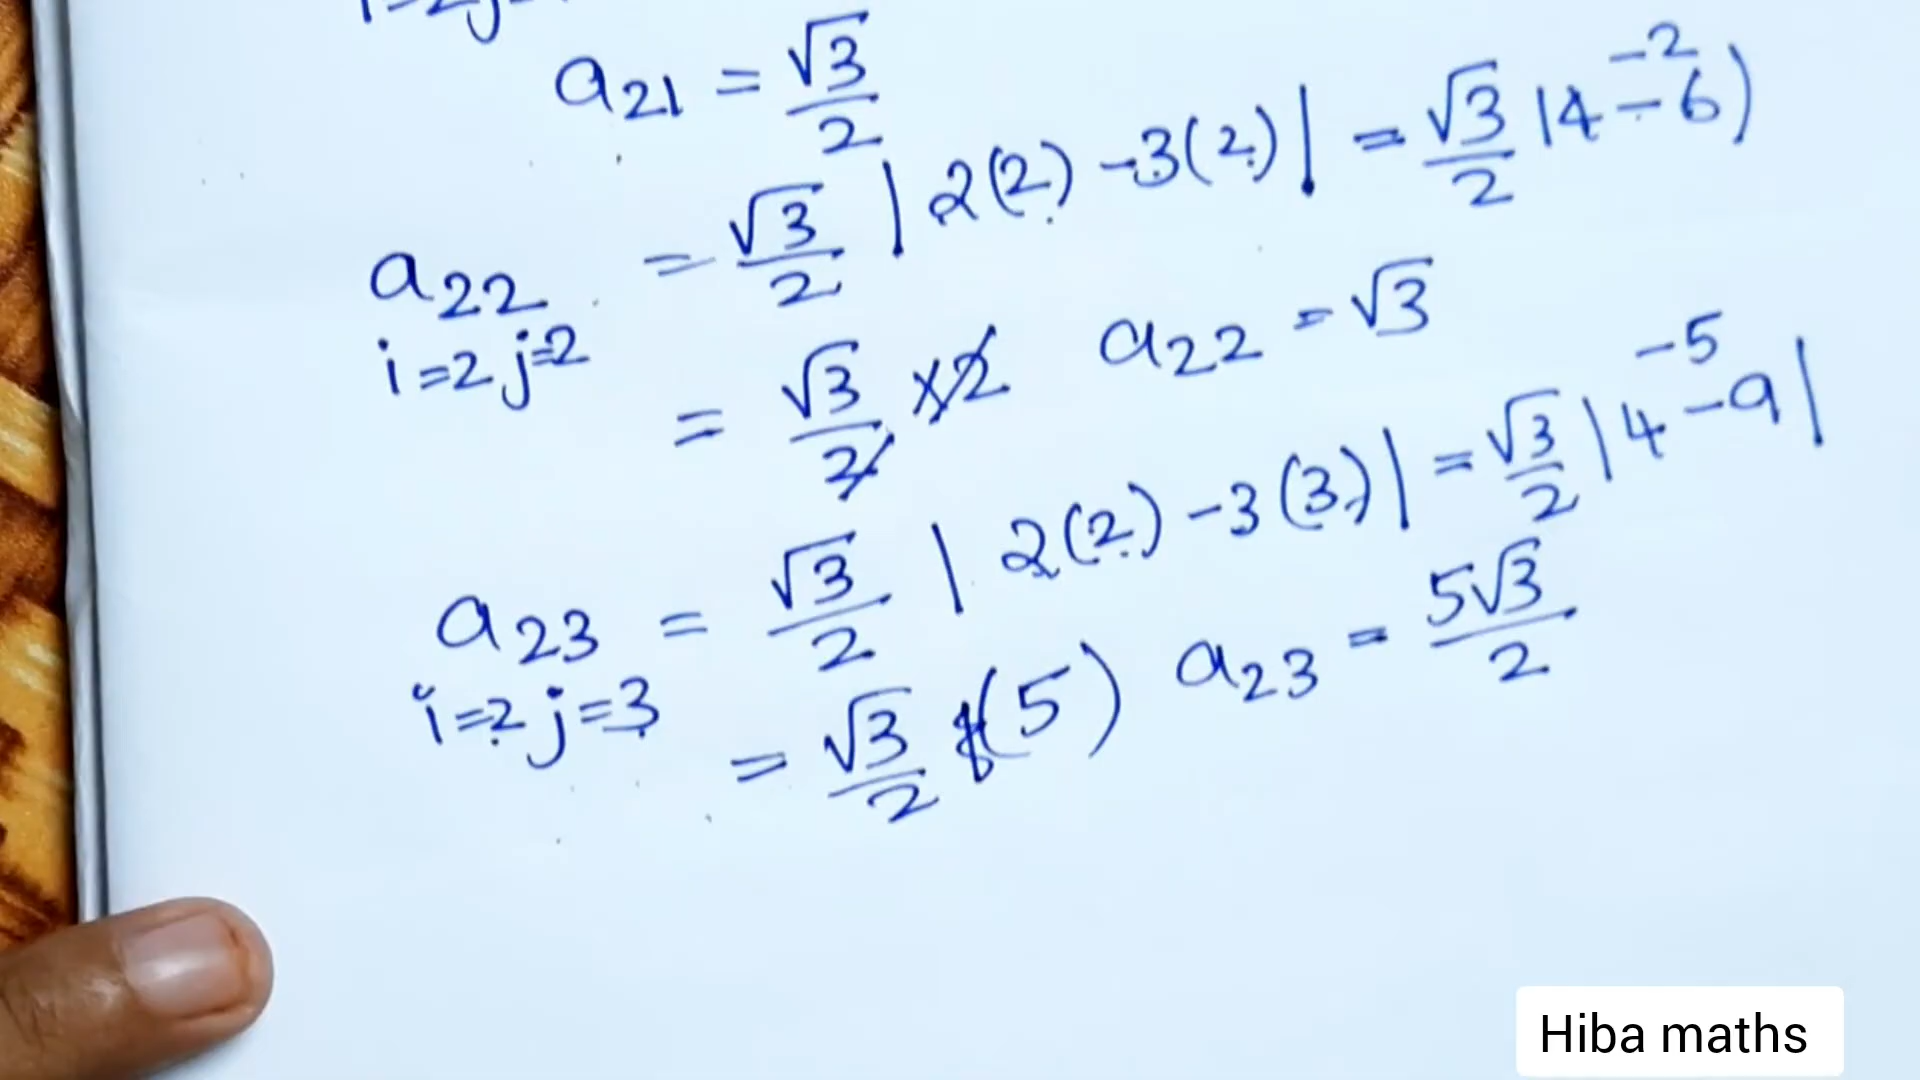 a21 = √3/2
a22 = √3/2 | 2(2) -3(2) | = √3/2 |4 - 6) -2
i=2 j=2
= √3/2 x2 a22 = √3
a23 = √3/2 | 2(2) -3(3) | = √3/2 |4 -9| -5
i=2 j=3
= √3/2 (5) a23 = 5√3/2
Hiba maths